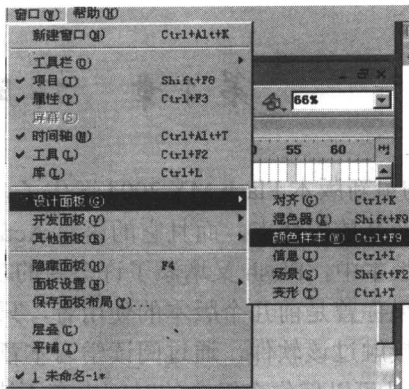 窗口(W) 帮助(H)
新建窗口(N) Ctrl+Alt+K
工具栏(O)
66%
✓ 项目(T) Shift+F8
✓ 属性(P) Ctrl+F3
屏幕(S)
✓ 时间轴(M) Ctrl+Alt+T
✓ 工具(L) Ctrl+F2
55 60
库(L) Ctrl+L
设计面板(G)
对齐(G) Ctrl+K
开发面板(V)
混色器(X) Shift+F9
其他面板(R)
颜色样本(W) Ctrl+F9
信息(I) Ctrl+I
隐藏面板(H) F4
场景(S) Shift+F2
面板设置(N)
变形(T) Ctrl+T
保存面板布局(Y)...
层叠(C)
平铺(T)
✓ 1 未命名-1*